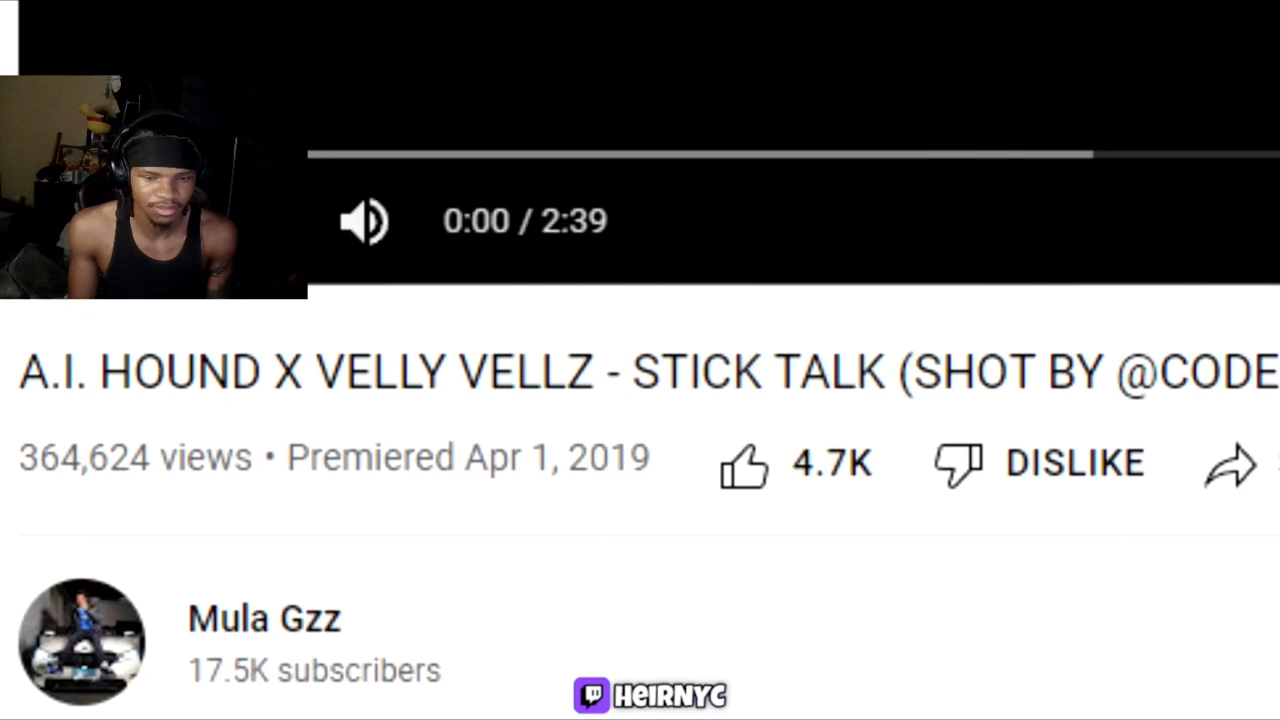 0:00 / 2:39
A.I. HOUND X VELLY VELLZ - STICK TALK (SHOT BY @CODE
364,624 views • Premiered Apr 1, 2019 4.7K DISLIKE
Mula Gzz
17.5K subscribers
HEIRNYC